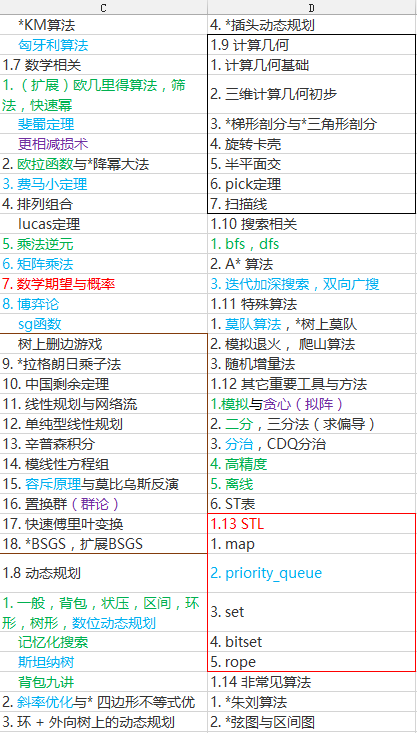 C
*KM算法
匈牙利算法
1.7 数学相关
1.（扩展）欧几里得算法，筛
法，快速幂
斐蜀定理
更相减损术
2. 欧拉函数与*降幂大法
3. 费马小定理
4. 排列组合
lucas定理
5. 乘法逆元
6. 矩阵乘法
7. 数学期望与概率
8. 博弈论
sg函数
树上删边游戏
9. *拉格朗日乘子法
10. 中国剩余定理
11. 线性规划与网络流
12. 单纯型线性规划
13. 辛普森积分
14. 模线性方程组
15. 容斥原理与莫比乌斯反演
16. 置换群（群论）
17. 快速傅里叶变换
18. *BSGS，扩展BSGS
1.8 动态规划
1. 一般，背包，状压，区间，环
形，树形，数位动态规划
记忆化搜索
斯坦纳树
背包九讲
2. 斜率优化与* 四边形不等式优
3. 环 + 外向树上的动态规划
D
4. *插头动态规划
1.9 计算几何
1. 计算几何基础
2. 三维计算几何初步
3. *梯形剖分与*三角形剖分
4. 旋转卡壳
5. 半平面交
6. pick定理
7. 扫描线
1.10 搜索相关
1. bfs，dfs
2. A* 算法
3. 迭代加深搜索，双向广搜
1.11 特殊算法
1. 莫队算法，*树上莫队
2. 模拟退火， 爬山算法
3. 随机增量法
1.12 其它重要工具与方法
1.模拟与贪心（拟阵）
2. 二分，三分法（求偏导）
3. 分治，CDQ分治
4. 高精度
5. 离线
6. ST表
1.13 STL
1. map
2. priority_queue
3. set
4. bitset
5. rope
1.14 非常见算法
1. *朱刘算法
2. *弦图与区间图